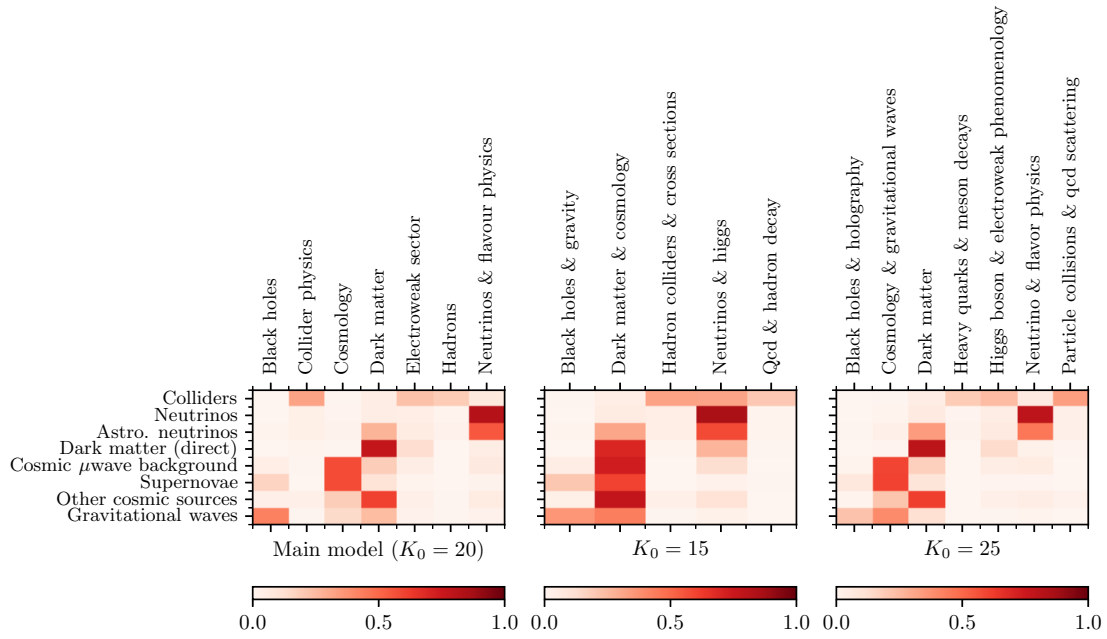 Black holes
Collider physics
Cosmology
Dark matter
Electroweak sector
Hadrons
Neutrinos & flavour physics
Black holes & gravity
Dark matter & cosmology
Hadron colliders & cross sections
Neutrinos & higgs
Qcd & hadron decay
Black holes & holography
Cosmology & gravitational waves
Dark matter
Heavy quarks & meson decays
Higgs boson & electroweak phenomenology
Neutrino & flavor physics
Particle collisions & qcd scattering
Colliders
Neutrinos
Astro. neutrinos
Dark matter (direct)
Cosmic μwave background
Supernovae
Other cosmic sources
Gravitational waves
Main model (K₀ = 20)
K₀ = 15
K₀ = 25
0.0 0.5 1.0
0.0 0.5 1.0
0.0 0.5 1.0